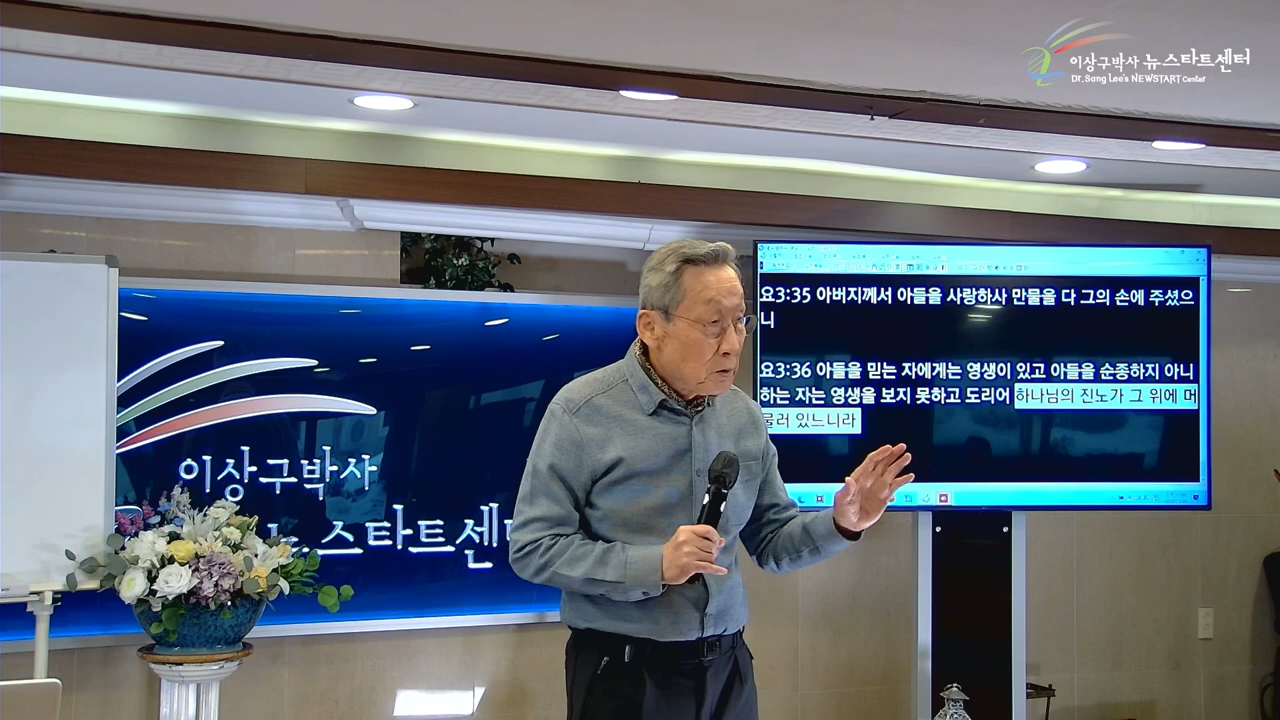 이상구박사 뉴스타트센터
Dr. Sang Lee's NEWSTART Center
요3:35 아버지께서 아들을 사랑하사 만물을 다 그의 손에 주셨으
니
요3:36 아들을 믿는 자에게는 영생이 있고 아들을 순종하지 아니
하는 자는 영생을 보지 못하고 도리어 하나님의 진노가 그 위에 머
물러 있느니라
이상구박사
뉴스타트센